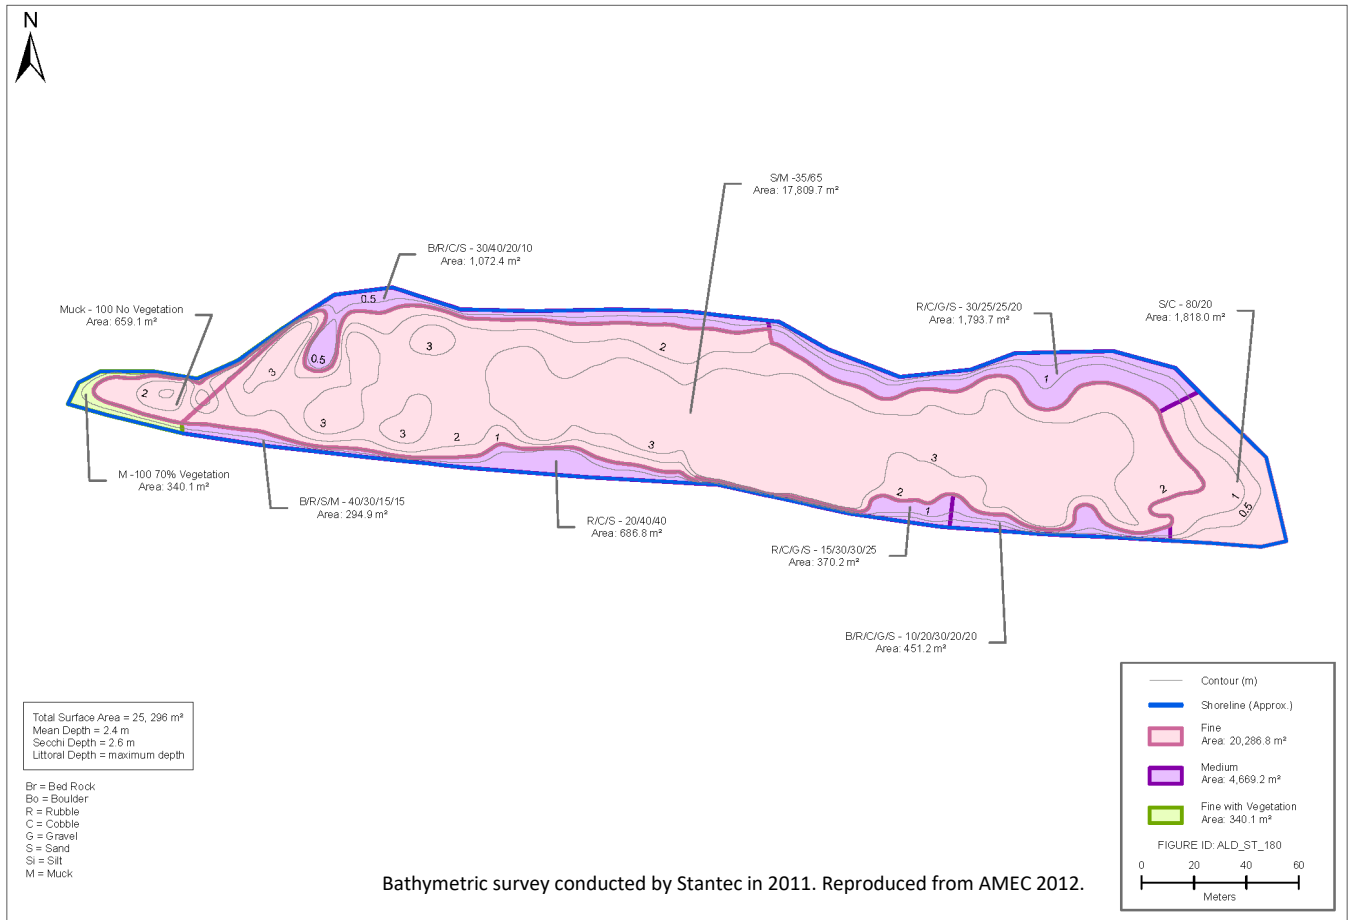 N
S/M -35/65
Area: 17,809.7 m²
B/R/C/S - 30/40/20/10
Area: 1,072.4 m²
Muck - 100 No Vegetation
Area: 659.1 m²
R/C/G/S - 30/25/25/20
Area: 1,793.7 m²
S/C - 80/20
Area: 1,818.0 m²
0.5
0.5
3
3
2
1
2
3
3
2
1
3
3
2
1
2
1
0.5
M -100 70% Vegetation
Area: 340.1 m²
B/R/S/M - 40/30/15/15
Area: 294.9 m²
R/C/S - 20/40/40
Area: 686.8 m²
R/C/G/S - 15/30/30/25
Area: 370.2 m²
B/R/C/G/S - 10/20/30/20/20
Area: 451.2 m²
Total Surface Area = 25, 296 m²
Mean Depth = 2.4 m
Secchi Depth = 2.6 m
Littoral Depth = maximum depth
Br = Bed Rock
Bo = Boulder
R = Rubble
C = Cobble
G = Gravel
S = Sand
Si = Silt
M = Muck
Bathymetric survey conducted by Stantec in 2011. Reproduced from AMEC 2012.
Contour (m)
Shoreline (Approx.)
Fine
Area: 20,286.8 m²
Medium
Area: 4,669.2 m²
Fine with Vegetation
Area: 340.1 m²
FIGURE ID: ALD_ST_180
0 20 40 60
Meters